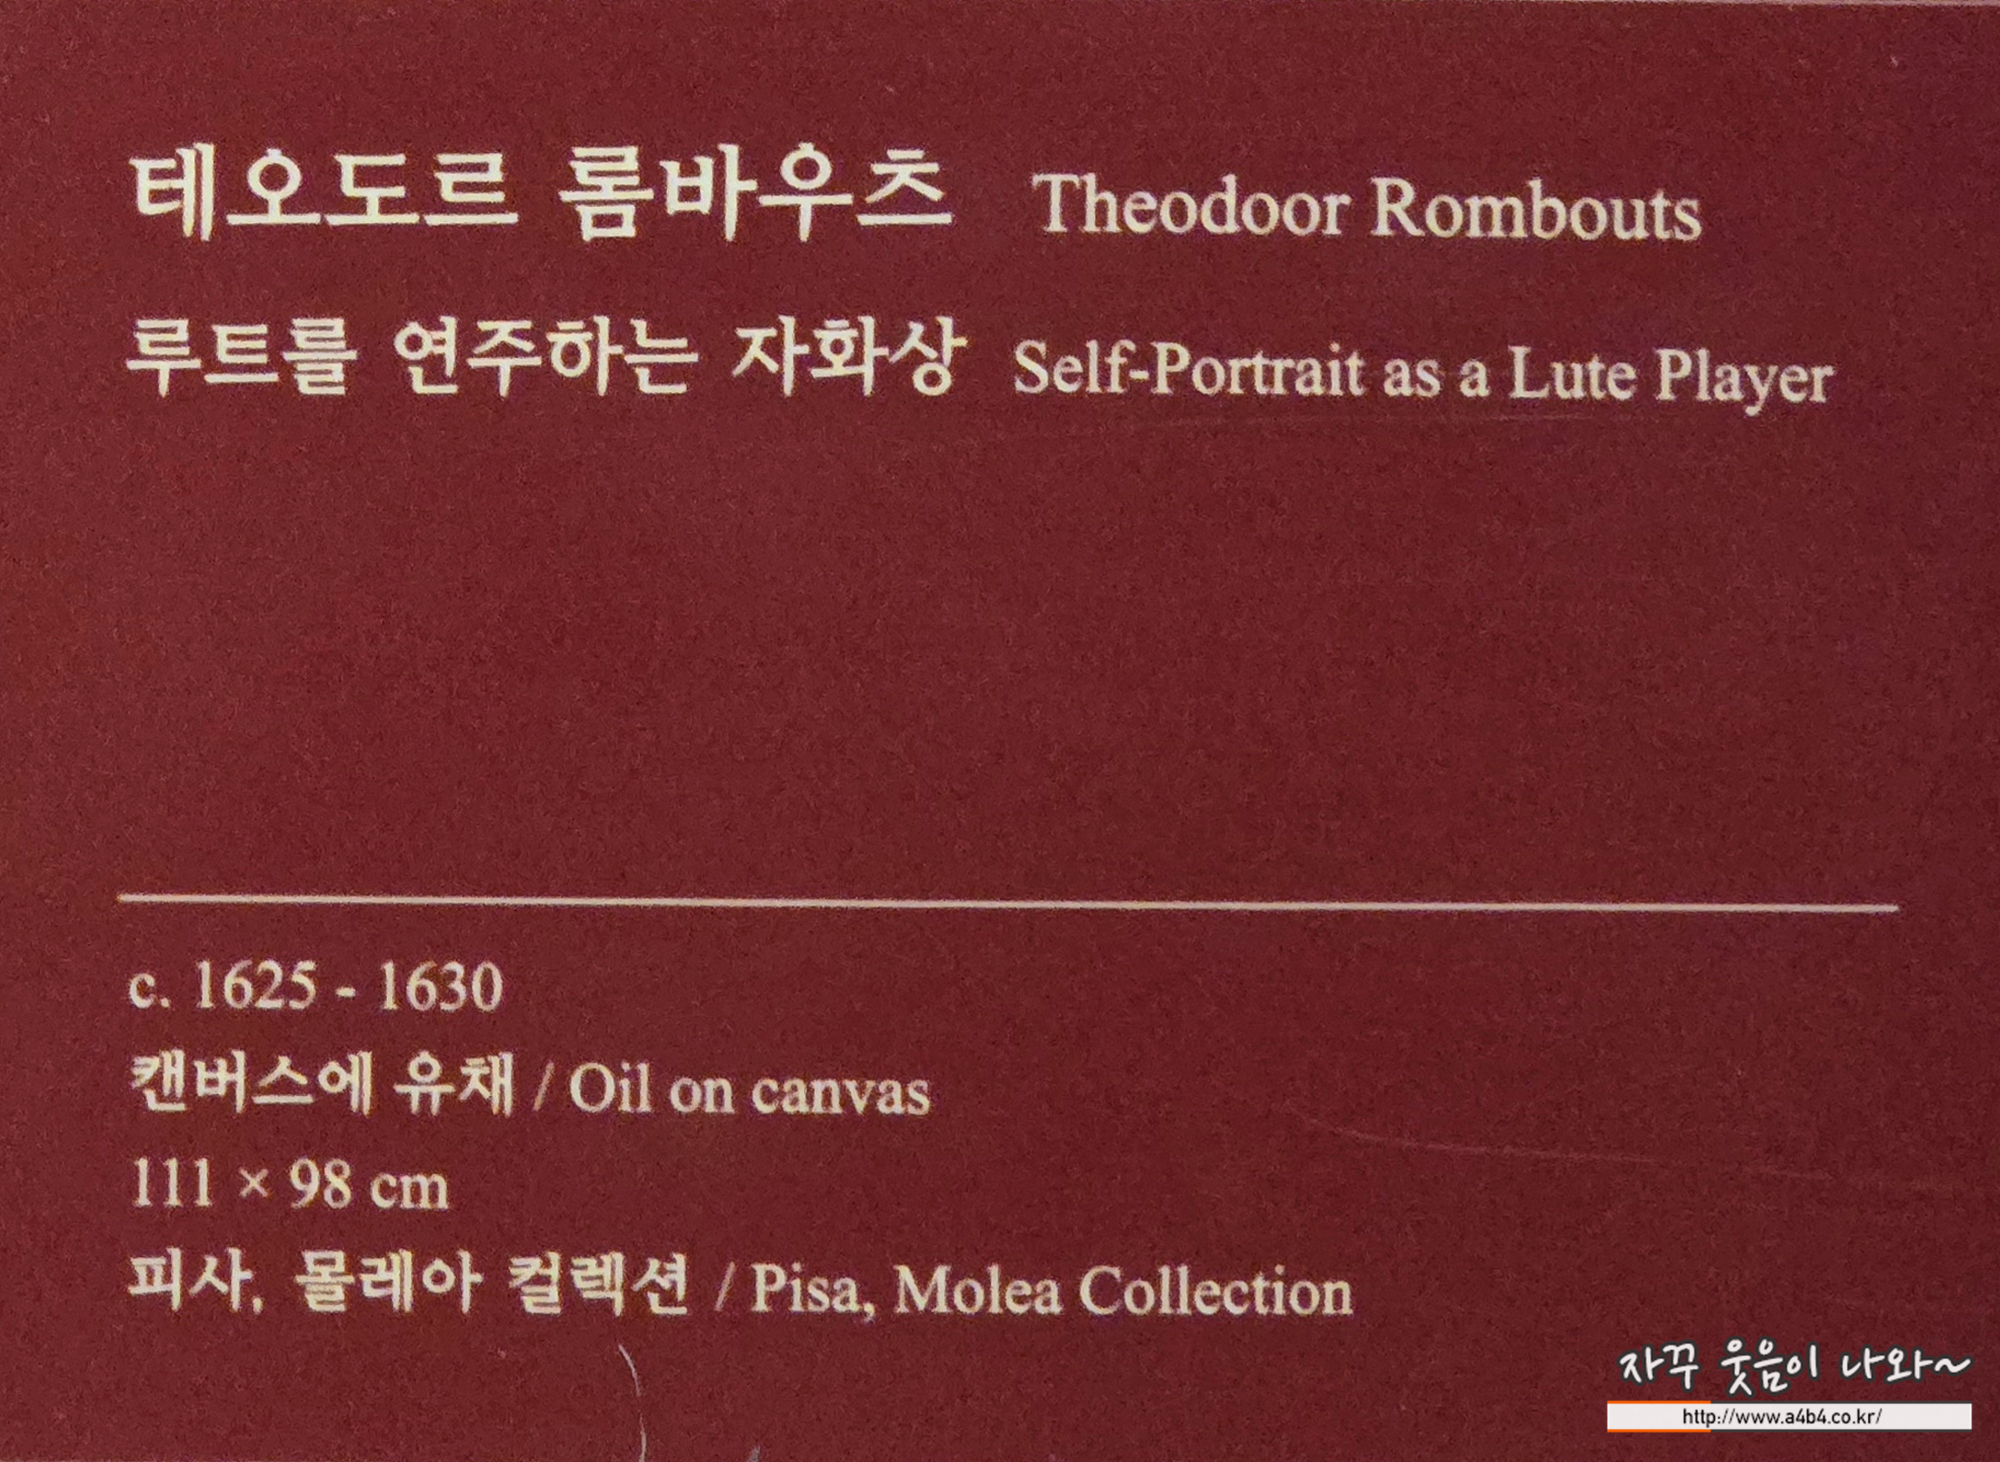 테오도르 롬바우츠 Theodoor Rombouts
루트를 연주하는 자화상 Self-Portrait as a Lute Player
c. 1625 - 1630
캔버스에 유채 / Oil on canvas
111 × 98 cm
피사, 몰레아 컬렉션 / Pisa, Molea Collection
자꾸 웃음이 나와~
http://www.a4b4.co.kr/